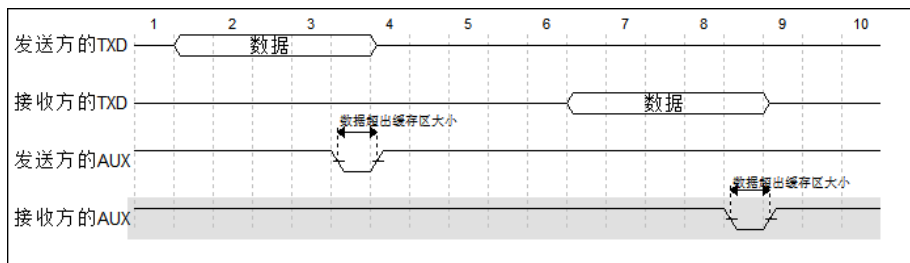 1 2 3 4 5 6 7 8 9 10
发送方的TXD 数据
接收方的TXD 数据
数据超出缓存区大小
发送方的AUX
数据超出缓存区大小
接收方的AUX